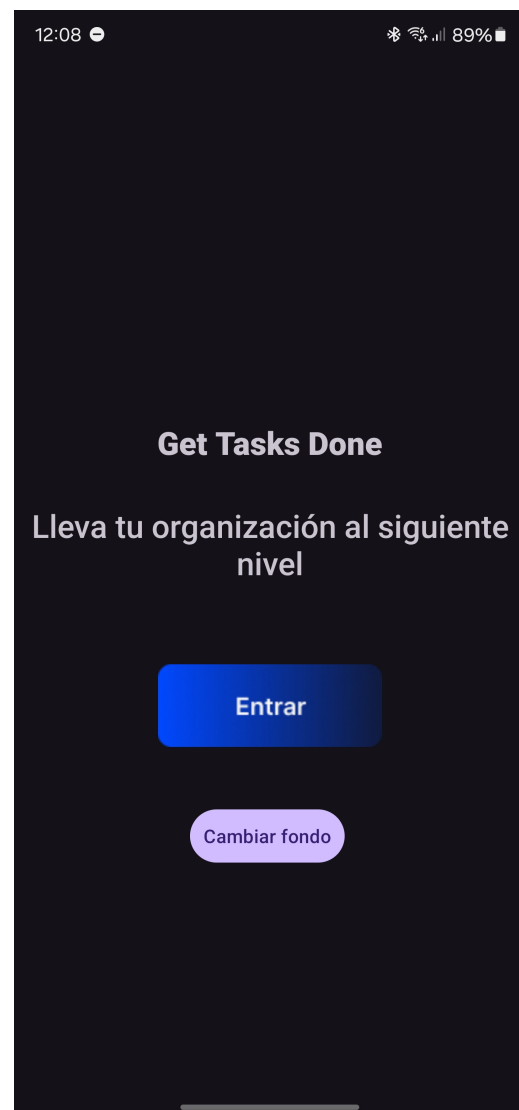 12:08
89%
Get Tasks Done
Lleva tu organización al siguiente
nivel
Entrar
Cambiar fondo